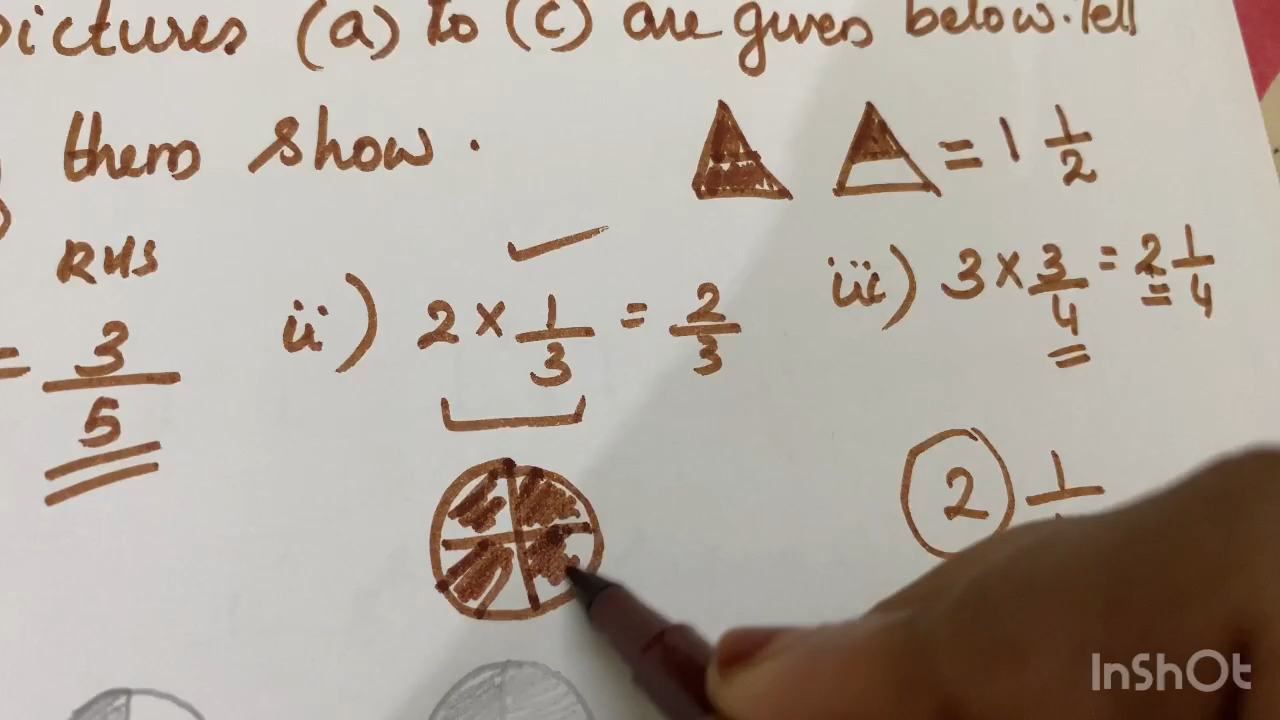 pictures (a) to (c) are given below. Tell
them show.
= 1 1/2
RHS
= 3/5
ii) 2 × 1/3 = 2/3
iii) 3 × 3/4 = 2 1/4
2
InShOt